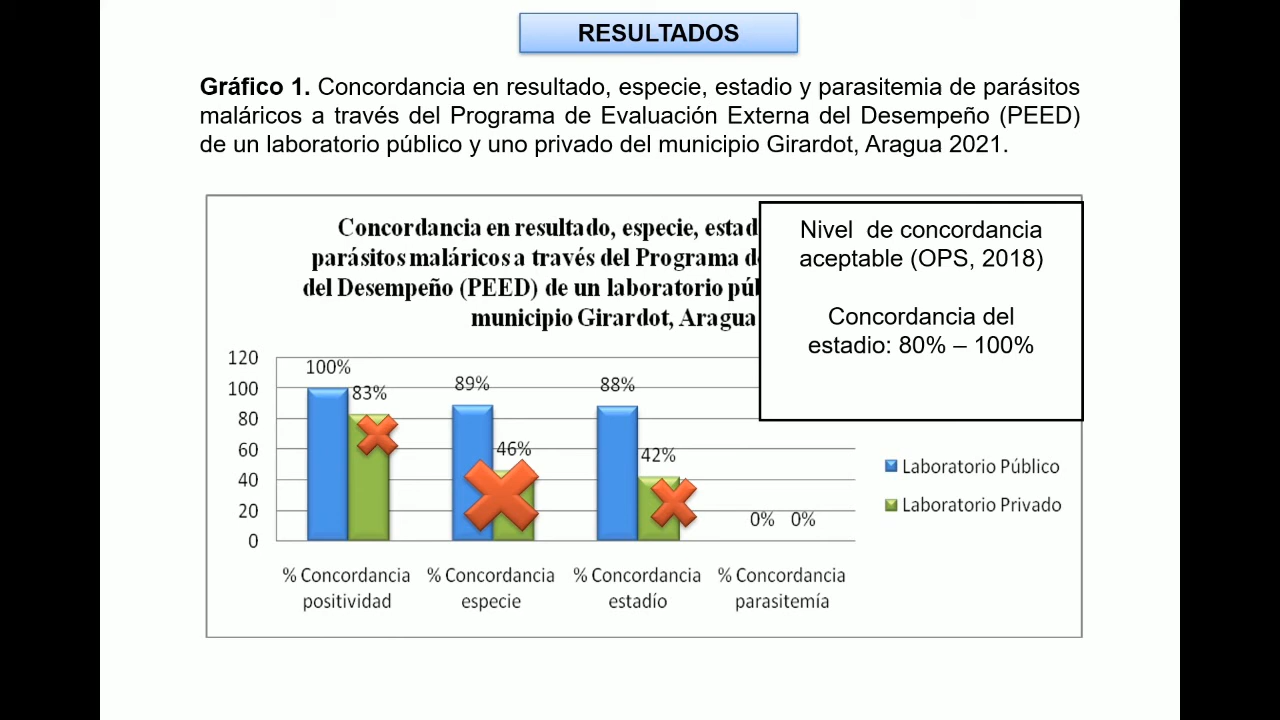 RESULTADOS
Gráfico 1. Concordancia en resultado, especie, estadio y parasitemia de parásitos
maláricos a través del Programa de Evaluación Externa del Desempeño (PEED)
de un laboratorio público y uno privado del municipio Girardot, Aragua 2021.
Concordancia en resultado, especie, estad
parásitos maláricos a través del Programa d
del Desempeño (PEED) de un laboratorio púb
municipio Girardot, Aragua
Nivel de concordancia
aceptable (OPS, 2018)
Concordancia del
estadio: 80% – 100%
120
100
80
60
40
20
0
100%
83%
89%
46%
88%
42%
0% 0%
% Concordancia
positividad
% Concordancia
especie
% Concordancia
estadío
% Concordancia
parasitemía
Laboratorio Público
Laboratorio Privado